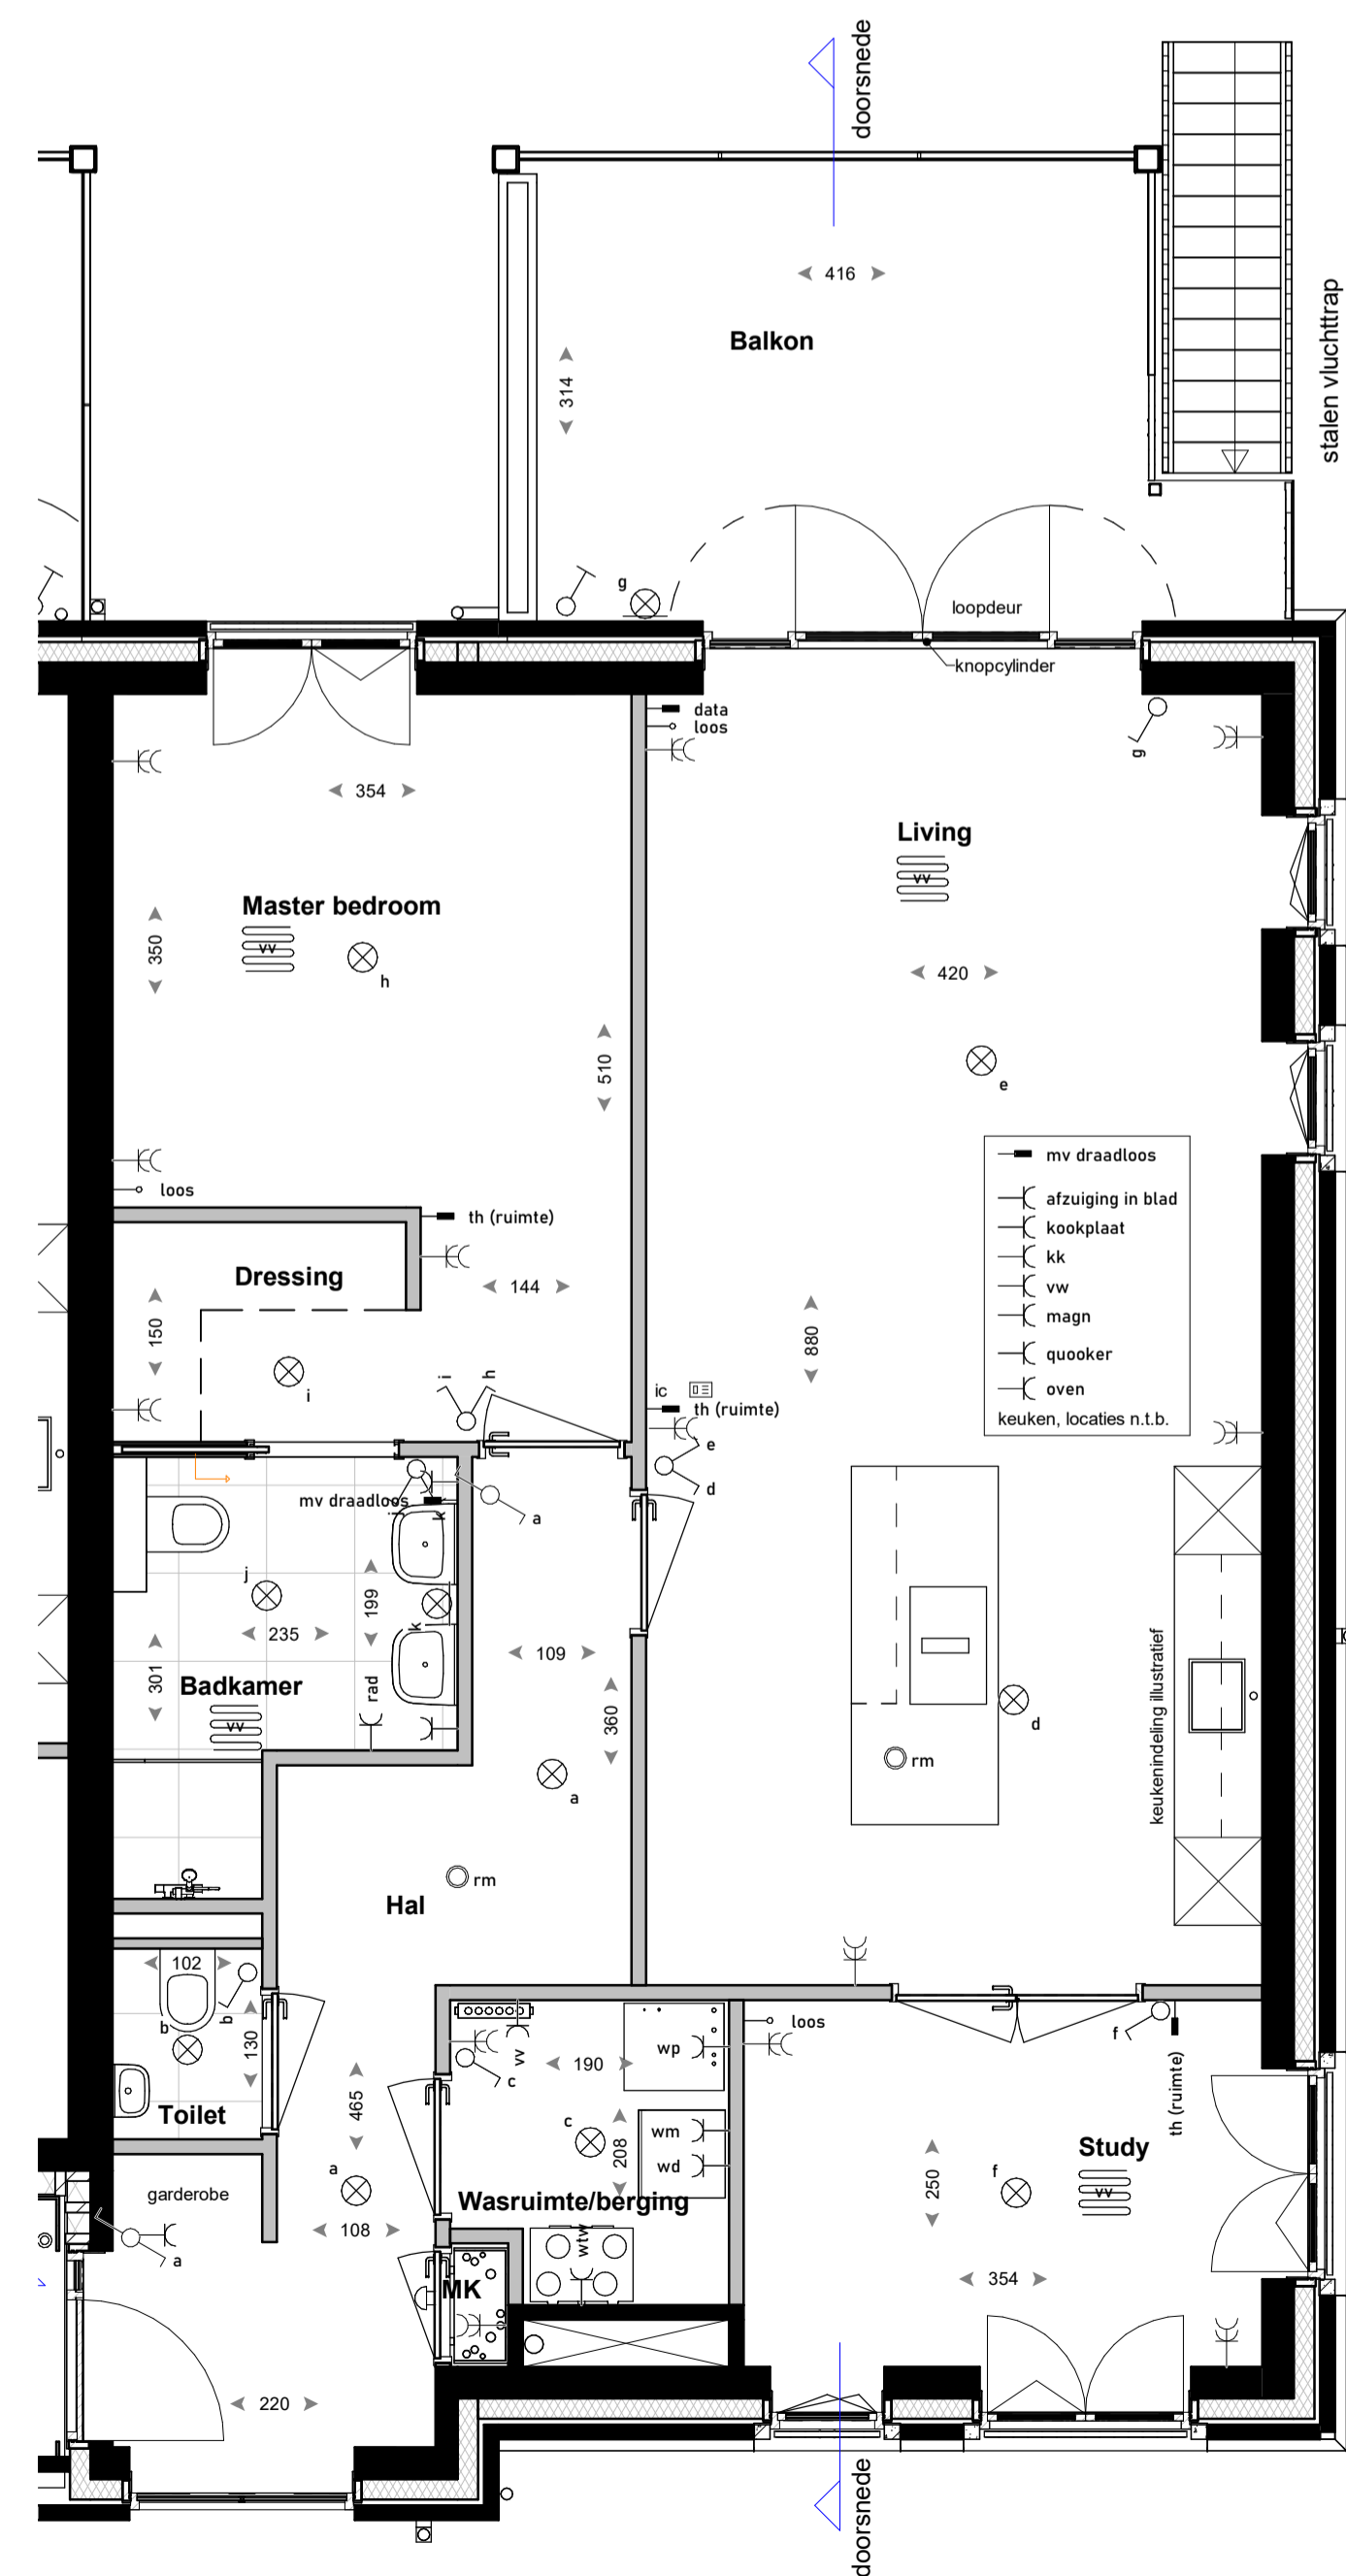 doorsnede
416
Balkon
314
stalen vluchttrap
g
loopdeur
knopcylinder
data
loos
g
354
Living
vv
Master bedroom
350
vv
h
420
510
e
mv draadloos
afzuiging in blad
kookplaat
kk
vw
magn
quooker
oven
keuken, locaties n.t.b.
loos
th (ruimte)
Dressing
144
150
880
i
i
h
ic
th (ruimte)
e
d
mv draadloos
j
k
a
j
199
k
235
109
301
Badkamer
rad
vv
360
keukenindeling illustratief
d
rm
a
rm
Hal
102
b
b
130
vv
190
wp
loos
f
th (ruimte)
c
465
c
208
wm
wd
Toilet
Study
a
f
vv
250
garderobe
Wasruimte/berging
108
wtw
a
MK
354
220
doorsnede